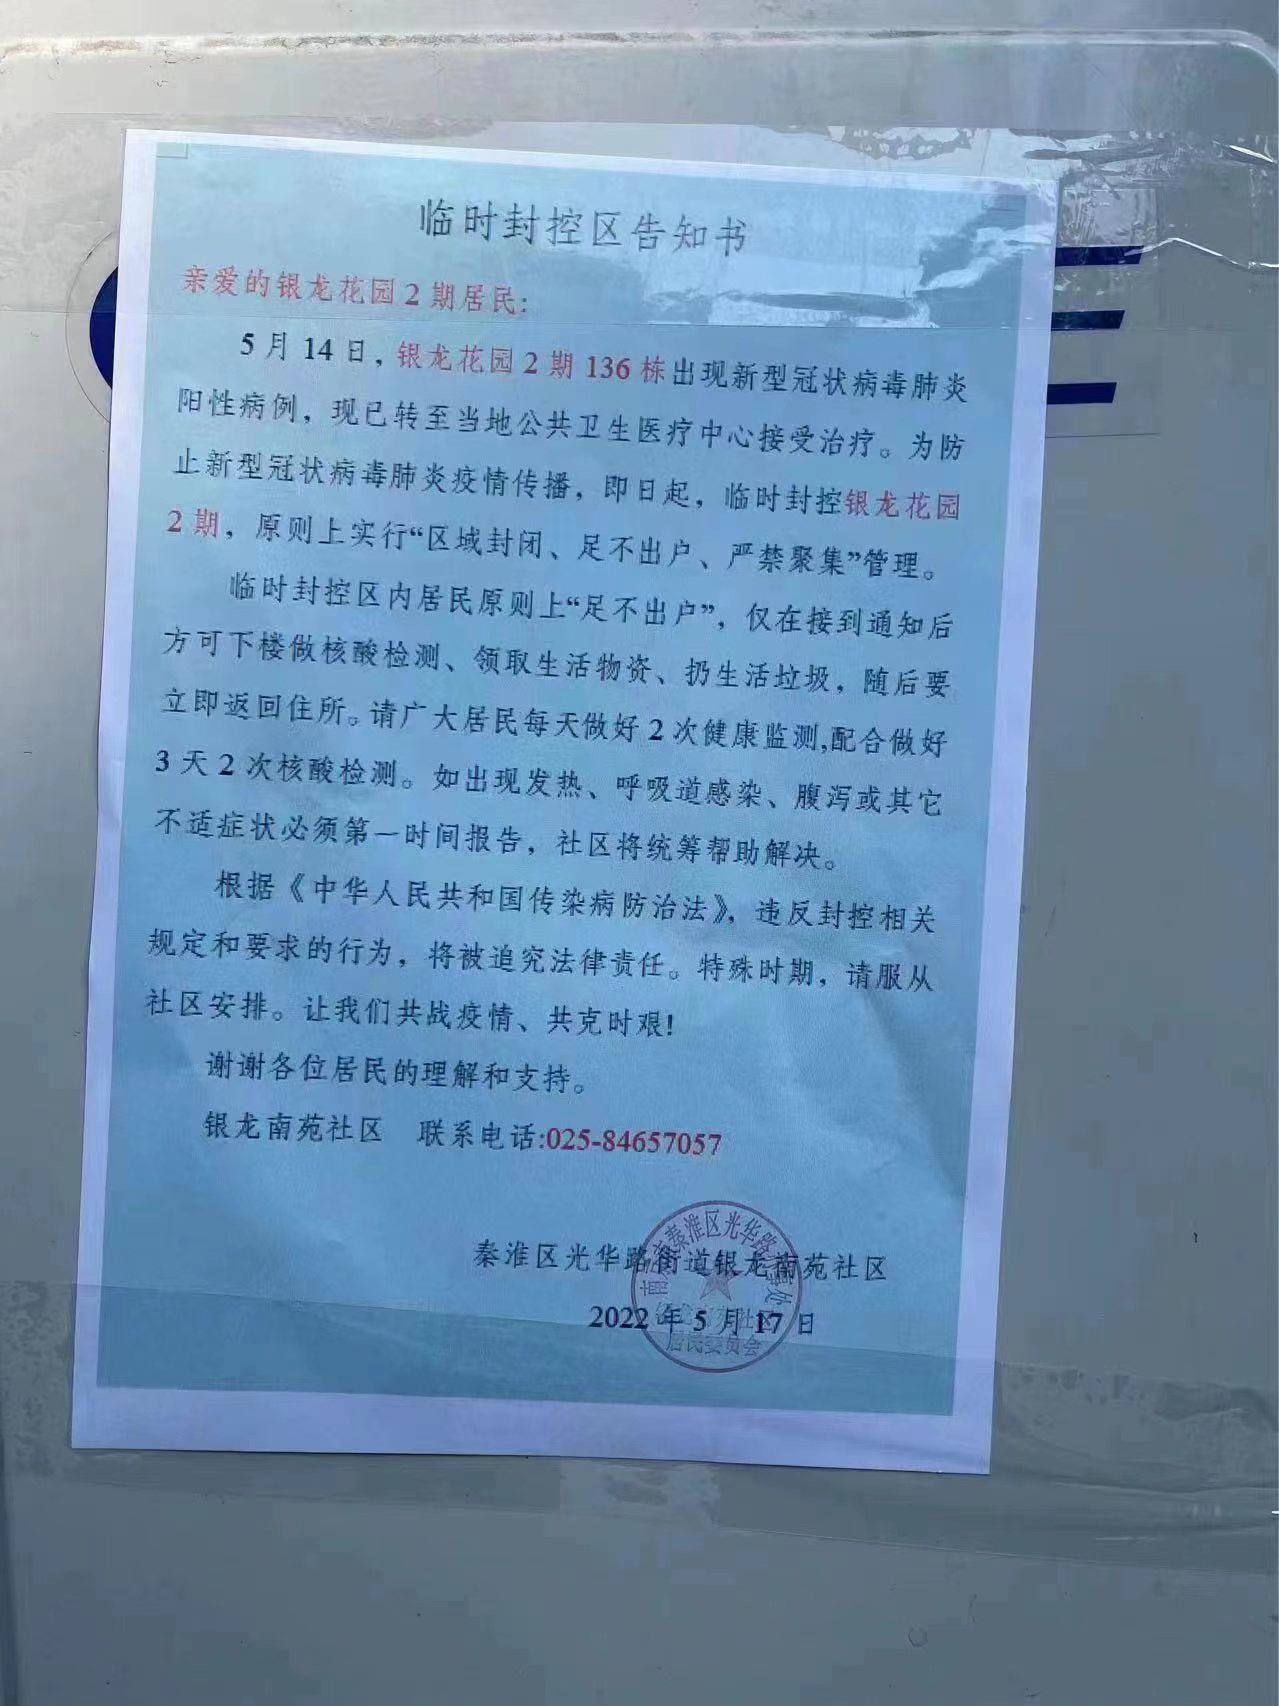 临时封控区告知书
亲爱的银龙花园2期居民:
5月14日，银龙花园2期136栋出现新型冠状病毒肺炎
阳性病例，现已转至当地公共卫生医疗中心接受治疗。为防
止新型冠状病毒肺炎疫情传播，即日起，临时封控银龙花园
2期，原则上实行“区域封闭、足不出户、严禁聚集”管理。
临时封控区内居民原则上“足不出户”，仅在接到通知后
方可下楼做核酸检测、领取生活物资、扔生活垃圾，随后要
立即返回住所。请广大居民每天做好2次健康监测,配合做好
3天2次核酸检测。如出现发热、呼吸道感染、腹泻或其它
不适症状必须第一时间报告，社区将统筹帮助解决。
根据《中华人民共和国传染病防治法》，违反封控相关
规定和要求的行为，将被追究法律责任。特殊时期，请服从
社区安排。让我们共战疫情、共克时艰!
谢谢各位居民的理解和支持。
银龙南苑社区 联系电话:025-84657057
秦淮区光华路街道银龙南苑社区
2022年5月17日
居民委员会